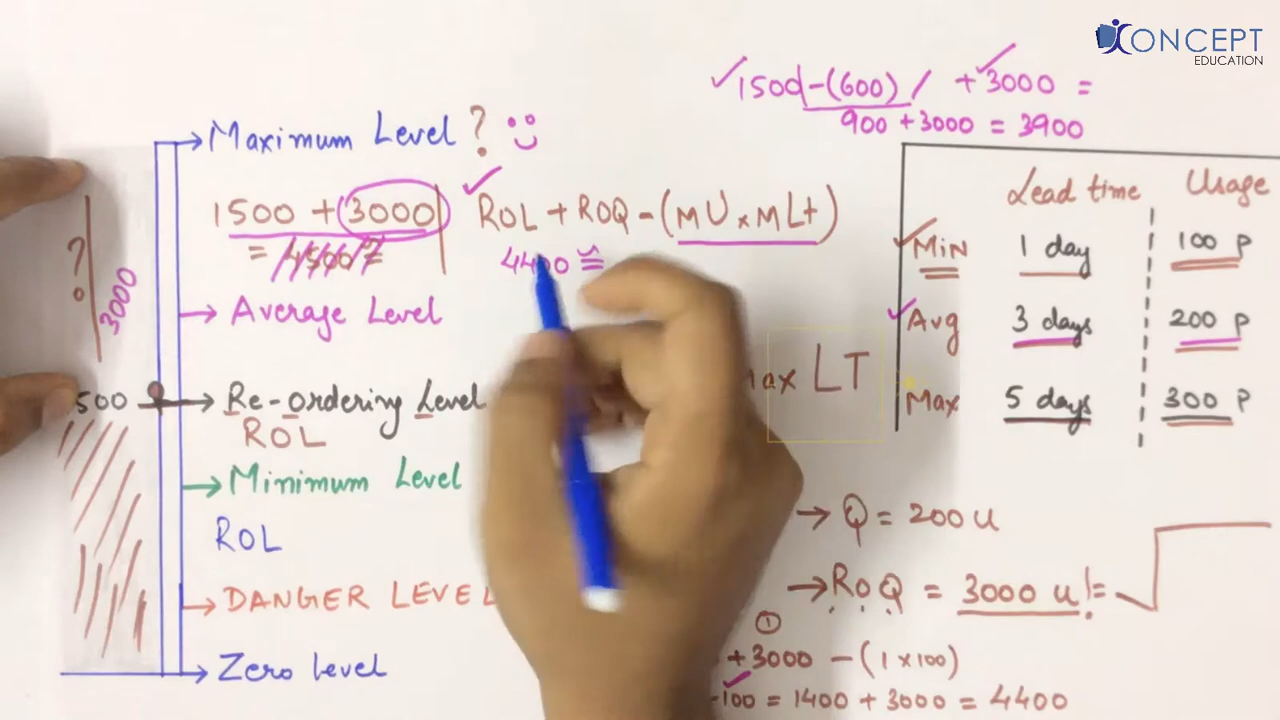 CONCEPT
EDUCATION
1500 -(600) / +3000 =
900 +3000 = 3900
Maximum Level ?
1500 + 3000
= 4500
ROL + ROQ - (MU x MLt)
4400
? 3000
Average Level
500
Re-ordering Level
ROL
Minimum Level
ROL
DANGER LEVEL
Zero level
Lead time Usage
MIN 1 day 100 P
Avg 3 days 200 P
Max 5 days 300 P
LT
→ Q = 200 U
→ ROQ = 3000 u! =
1
+3000 - (1 x 100)
-100 = 1400 + 3000 = 4400